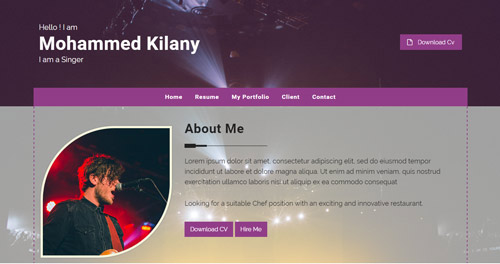 Hello ! I am
Mohammed Kilany
I am a Singer
Download Cv
Home Resume My Portfolio Client Contact
About Me
Lorem ipsum dolor sit amet, consectetur adipiscing elit, sed do eiusmod tempor
incididunt ut labore et dolore magna aliqua. Ut enim ad minim veniam, quis nostrud
exercitation ullamco laboris nisi ut aliquip ex ea commodo consequat
Looking for a suitable Chef position with an exciting and innovative restaurant.
Download CV Hire Me